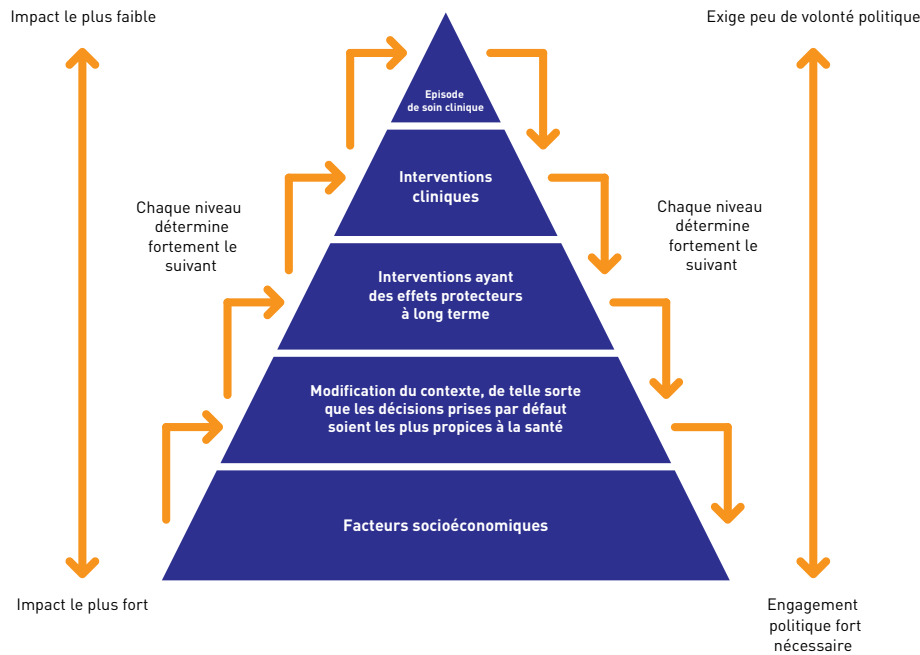 Impact le plus faible
Exige peu de volonté politique
Episode
de soin clinique
Interventions
cliniques
Chaque niveau
détermine
fortement le
suivant
Chaque niveau
détermine
fortement le
suivant
Interventions ayant
des effets protecteurs
à long terme
Modification du contexte, de telle sorte
que les décisions prises par défaut
soient les plus propices à la santé
Facteurs socioéconomiques
Impact le plus fort
Engagement
politique fort
nécessaire